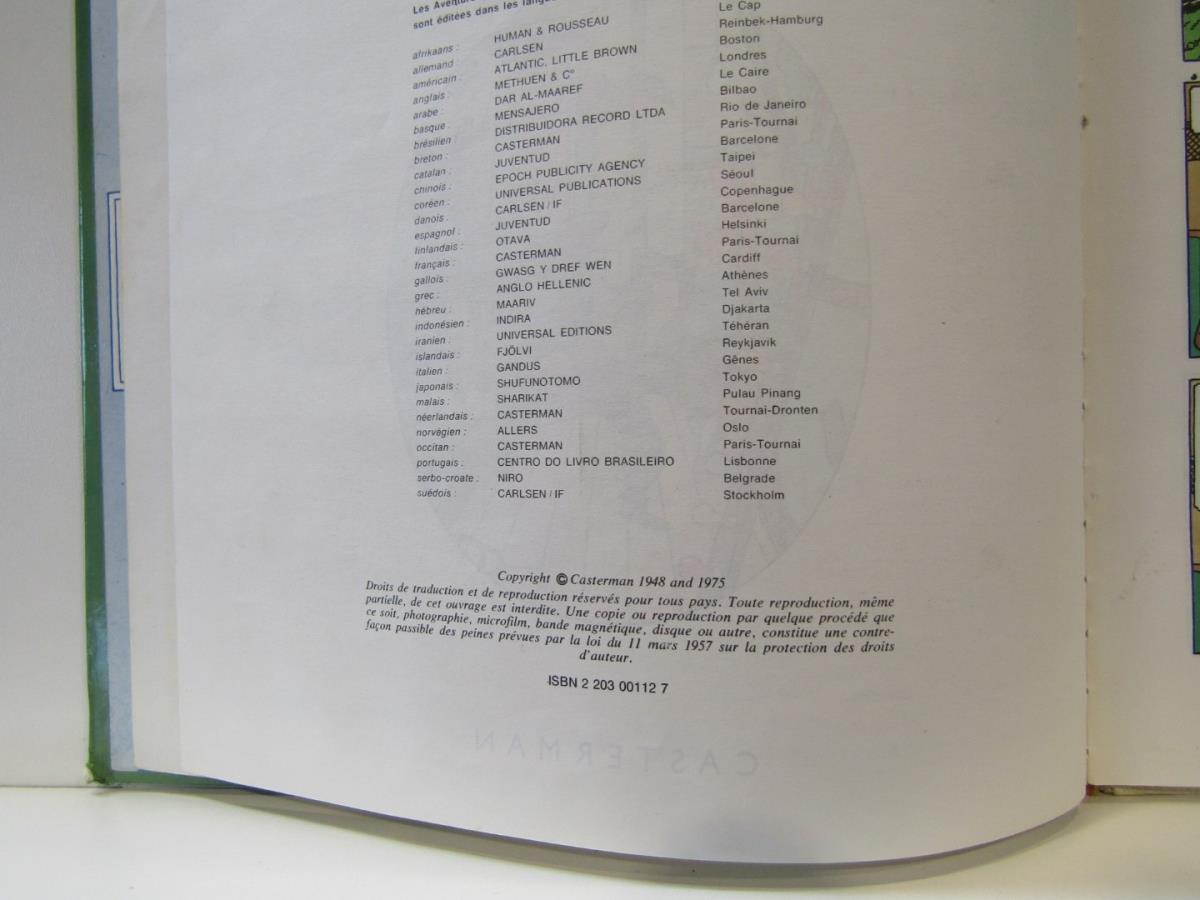 Les Aventure
sont éditées dans les langue
afrikaans : HUMAN & ROUSSEAU Le Cap
allemand : CARLSEN Reinbek-Hamburg
américain : ATLANTIC, LITTLE BROWN Boston
anglais : METHUEN & C° Londres
arabe : DAR AL-MAAREF Le Caire
basque : MENSAJERO Bilbao
brésilien : DISTRIBUIDORA RECORD LTDA Rio de Janeiro
breton : CASTERMAN Paris-Tournai
catalan : JUVENTUD Barcelone
chinois : EPOCH PUBLICITY AGENCY Taipei
coréen : UNIVERSAL PUBLICATIONS Séoul
danois : CARLSEN / IF Copenhague
espagnol : JUVENTUD Barcelone
finlandais : OTAVA Helsinki
français : CASTERMAN Paris-Tournai
gallois : GWASG Y DREF WEN Cardiff
grec : ANGLO HELLENIC Athènes
hébreu : MAARIV Tel Aviv
indonésien : INDIRA Djakarta
iranien : UNIVERSAL EDITIONS Téhéran
islandais : FJÖLVI Reykjavik
italien : GANDUS Gênes
japonais : SHUFUNOTOMO Tokyo
malais : SHARIKAT Pulau Pinang
néerlandais : CASTERMAN Tournai-Dronten
norvégien : ALLERS Oslo
occitan : CASTERMAN Paris-Tournai
portugais : CENTRO DO LIVRO BRASILEIRO Lisbonne
serbo-croate : NIRO Belgrade
suédois : CARLSEN / IF Stockholm
Copyright © Casterman 1948 and 1975
Droits de traduction et de reproduction réservés pour tous pays. Toute reproduction, même
partielle, de cet ouvrage est interdite. Une copie ou reproduction par quelque procédé que
ce soit, photographie, microfilm, bande magnétique, disque ou autre, constitue une contre-
façon passible des peines prévues par la loi du 11 mars 1957 sur la protection des droits
d'auteur.
ISBN 2 203 00112 7